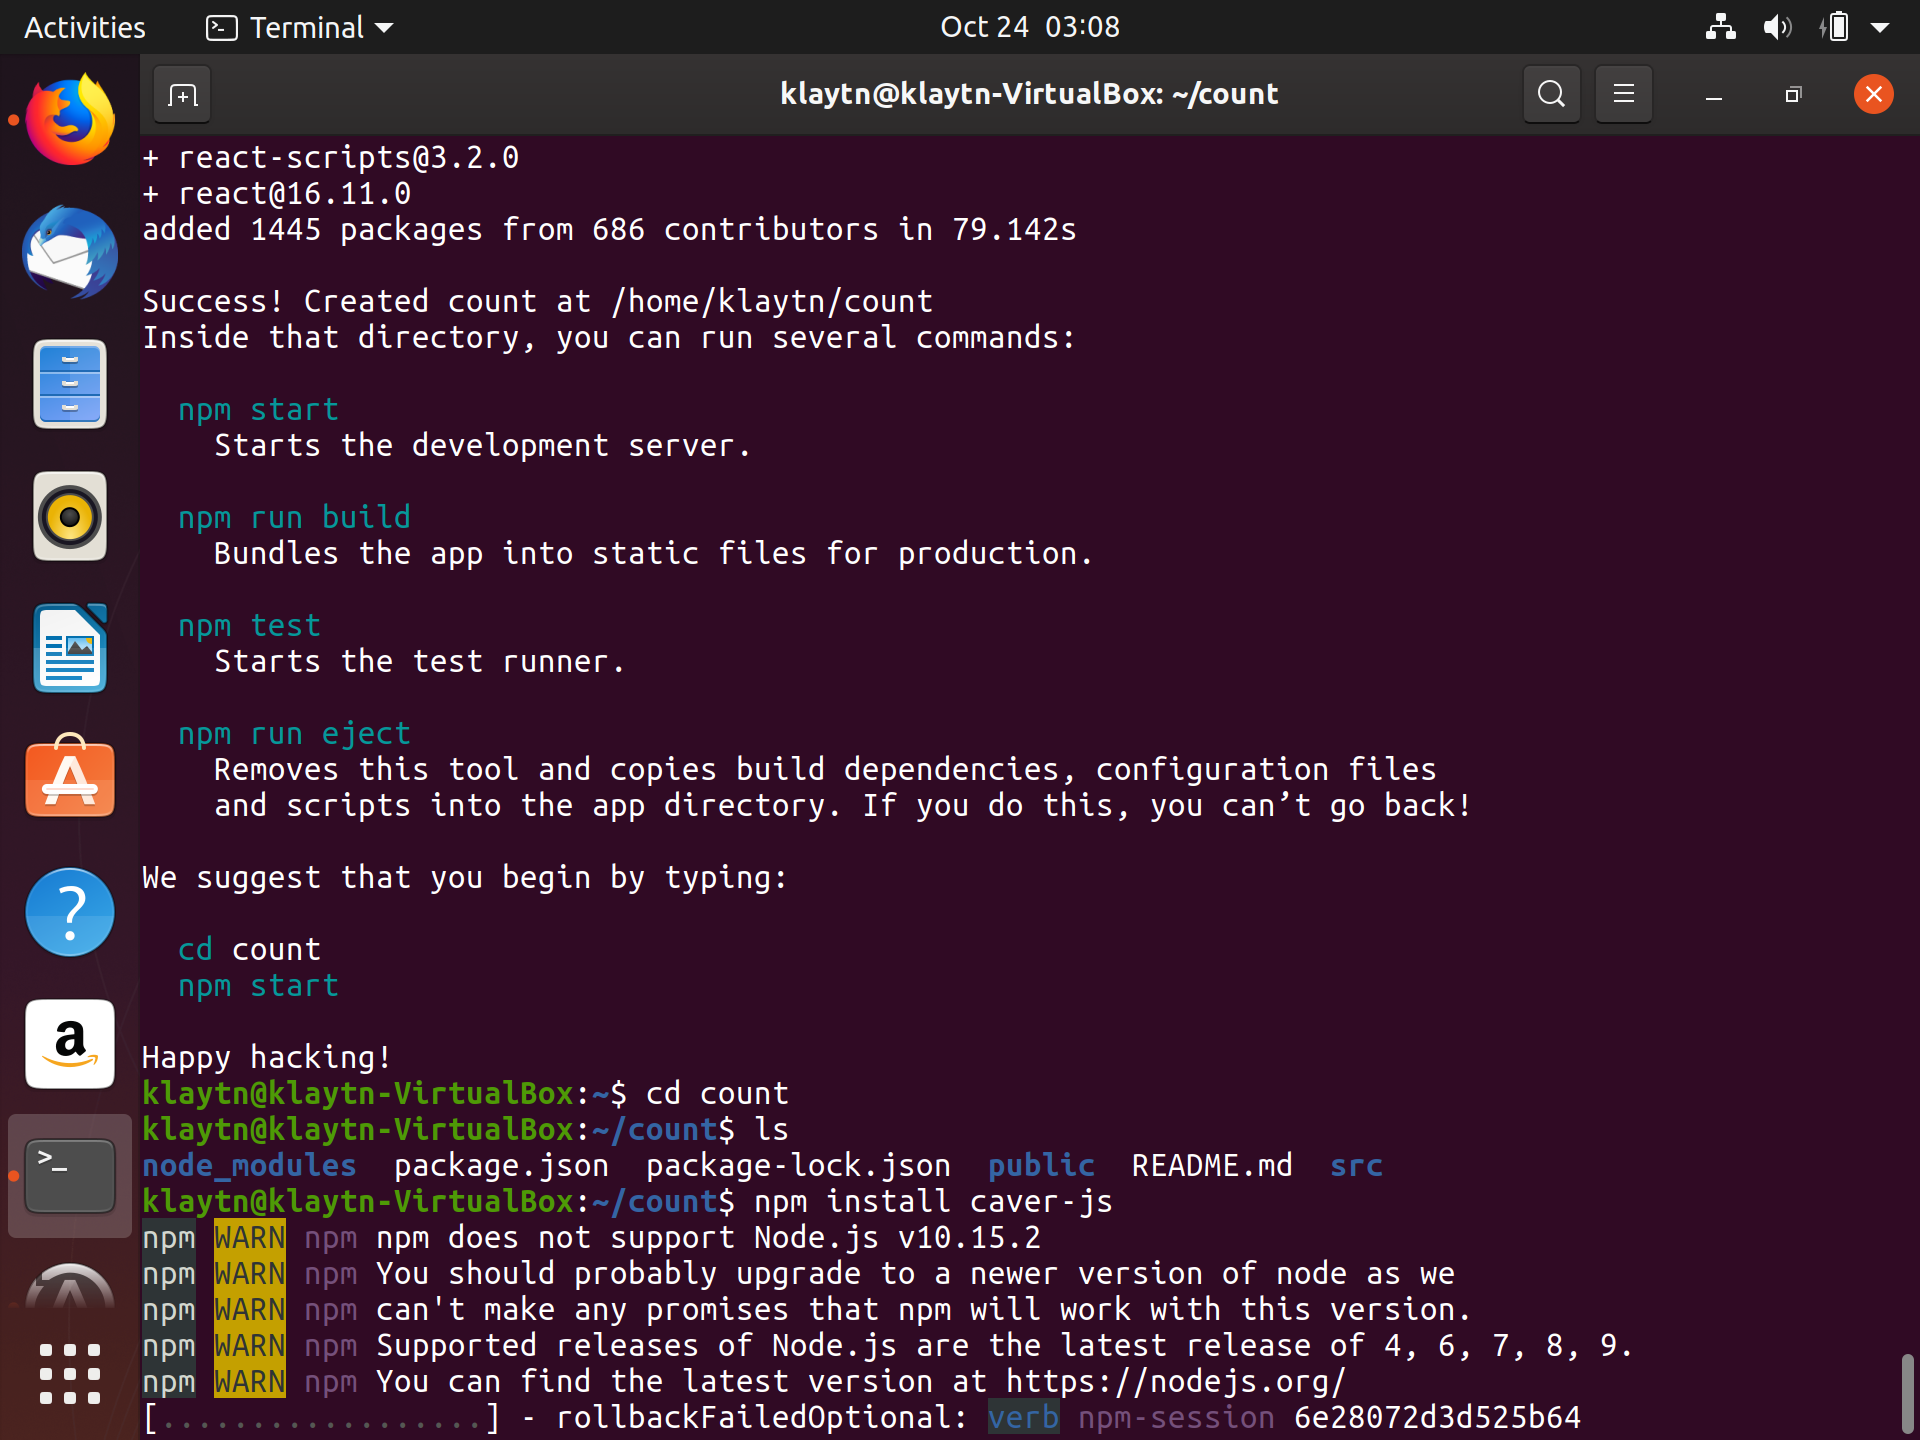 Activities Terminal Oct 24 03:08
klaytn@klaytn-VirtualBox: ~/count
+ react-scripts@3.2.0
+ react@16.11.0
added 1445 packages from 686 contributors in 79.142s
Success! Created count at /home/klaytn/count
Inside that directory, you can run several commands:
npm start
Starts the development server.
npm run build
Bundles the app into static files for production.
npm test
Starts the test runner.
npm run eject
Removes this tool and copies build dependencies, configuration files
and scripts into the app directory. If you do this, you can’t go back!
We suggest that you begin by typing:
cd count
npm start
Happy hacking!
klaytn@klaytn-VirtualBox:~$ cd count
klaytn@klaytn-VirtualBox:~/count$ ls
node_modules package.json package-lock.json public README.md src
klaytn@klaytn-VirtualBox:~/count$ npm install caver-js
npm WARN npm npm does not support Node.js v10.15.2
npm WARN npm You should probably upgrade to a newer version of node as we
npm WARN npm can't make any promises that npm will work with this version.
npm WARN npm Supported releases of Node.js are the latest release of 4, 6, 7, 8, 9.
npm WARN npm You can find the latest version at https://nodejs.org/
[..................] - rollbackFailedOptional: verb npm-session 6e28072d3d525b64